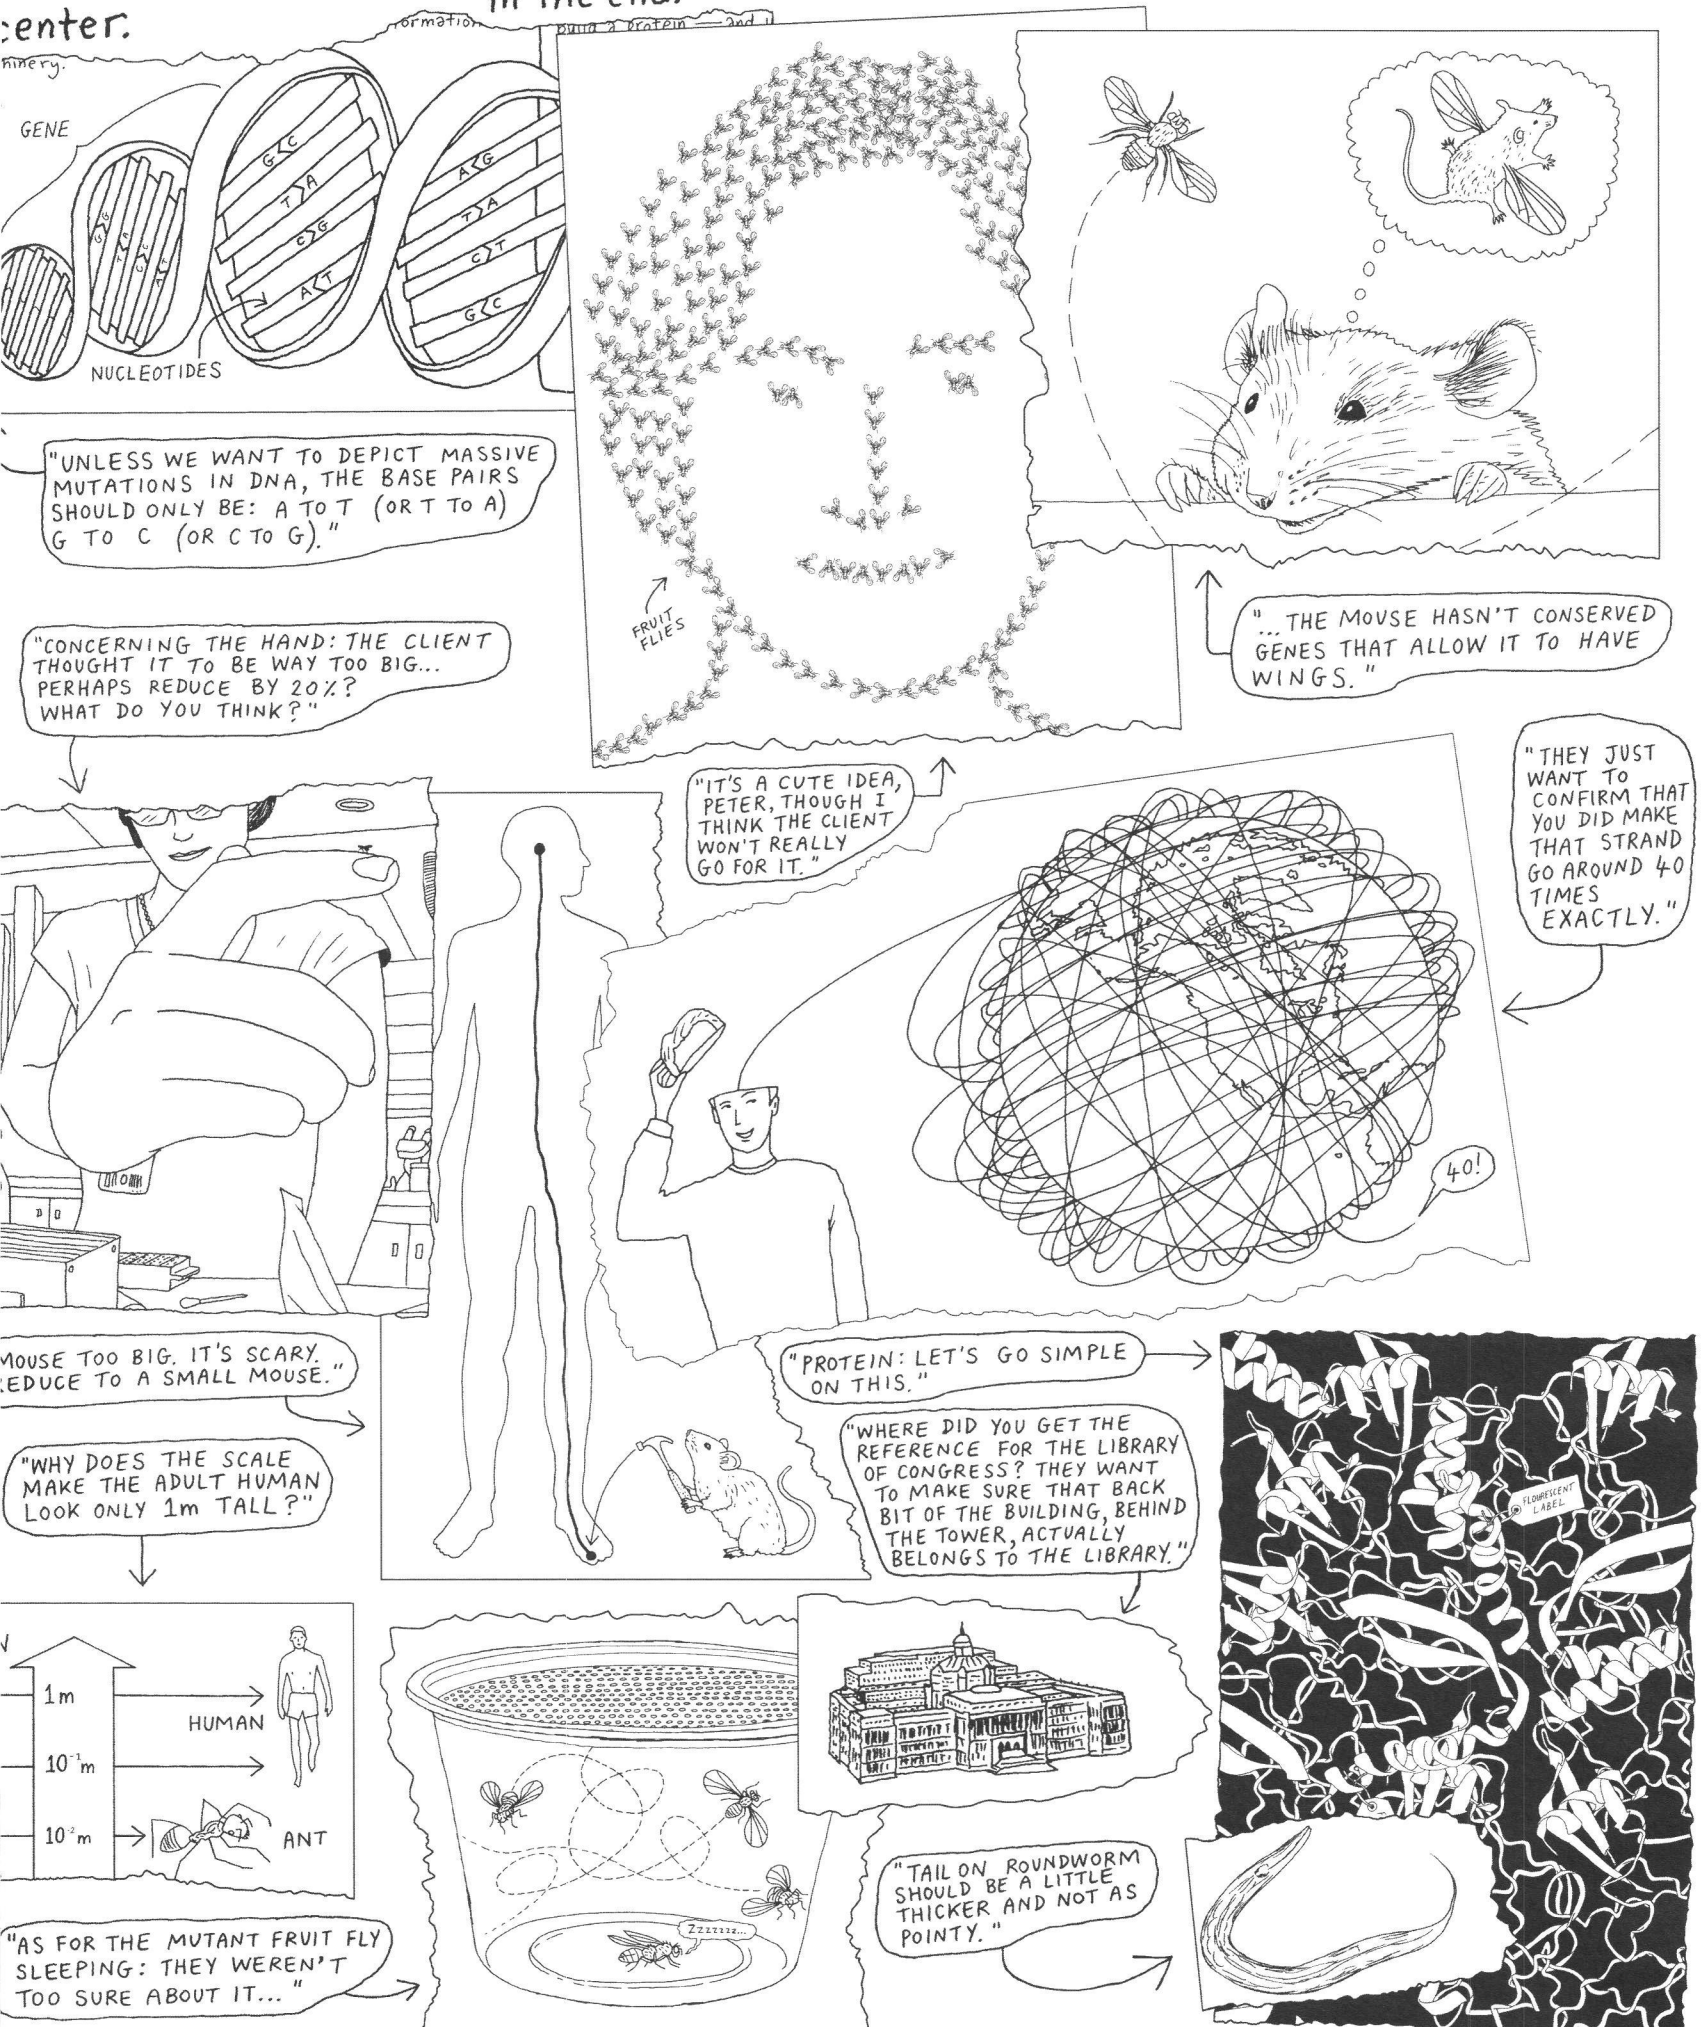 center.
in the end.
ormation
build a protein — and i
hinery.
GENE
G C
T A
C G
A T
A G
T A
C T
G C
NUCLEOTIDES
"UNLESS WE WANT TO DEPICT MASSIVE
MUTATIONS IN DNA, THE BASE PAIRS
SHOULD ONLY BE: A TO T (OR T TO A)
G TO C (OR C TO G)."
FRUIT
FLIES
"... THE MOUSE HASN'T CONSERVED
GENES THAT ALLOW IT TO HAVE
WINGS."
"CONCERNING THE HAND: THE CLIENT
THOUGHT IT TO BE WAY TOO BIG...
PERHAPS REDUCE BY 20%?
WHAT DO YOU THINK?"
"IT'S A CUTE IDEA,
PETER, THOUGH I
THINK THE CLIENT
WON'T REALLY
GO FOR IT."
"THEY JUST
WANT TO
CONFIRM THAT
YOU DID MAKE
THAT STRAND
GO AROUND 40
TIMES
EXACTLY."
40!
MOUSE TOO BIG. IT'S SCARY.
REDUCE TO A SMALL MOUSE."
"PROTEIN: LET'S GO SIMPLE
ON THIS."
"WHERE DID YOU GET THE
REFERENCE FOR THE LIBRARY
OF CONGRESS? THEY WANT
TO MAKE SURE THAT BACK
BIT OF THE BUILDING, BEHIND
THE TOWER, ACTUALLY
BELONGS TO THE LIBRARY."
FLOURESCENT
LABEL
"WHY DOES THE SCALE
MAKE THE ADULT HUMAN
LOOK ONLY 1m TALL?"
1m
HUMAN
10⁻¹m
10⁻²m
ANT
Zzzzzzz...
"TAIL ON ROUNDWORM
SHOULD BE A LITTLE
THICKER AND NOT AS
POINTY."
"AS FOR THE MUTANT FRUIT FLY
SLEEPING: THEY WEREN'T
TOO SURE ABOUT IT..."